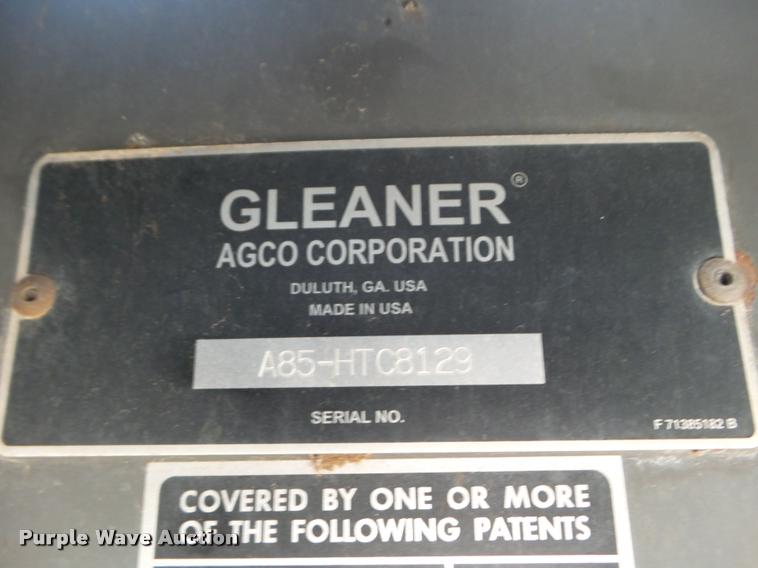 GLEANER®
AGCO CORPORATION
DULUTH, GA. USA
MADE IN USA
A85-HTC8129
SERIAL NO.
F 71385182 B
COVERED BY ONE OR MORE
OF THE FOLLOWING PATENTS
Purple Wave Auction